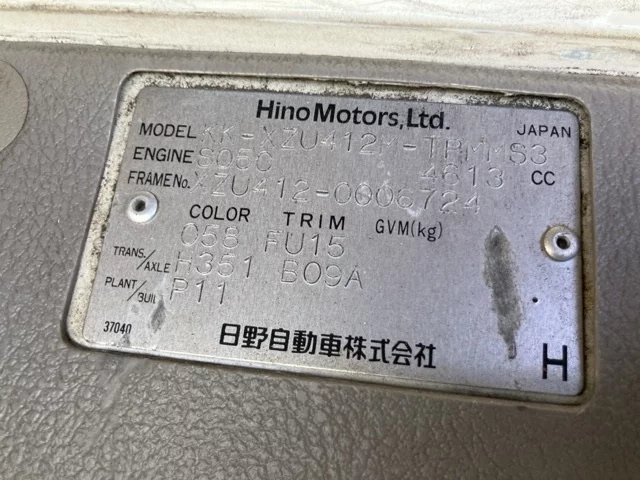 Hino Motors, Ltd.
MODEL KK-XZU412M-TPMMS3 JAPAN
ENGINE S05C 4613 CC
FRAME No. XZU412-0006724
COLOR TRIM GVM(kg)
058 FU15
TRANS./AXLE H351 B09A
PLANT/BUIL P11
37040
日野自動車株式会社
H